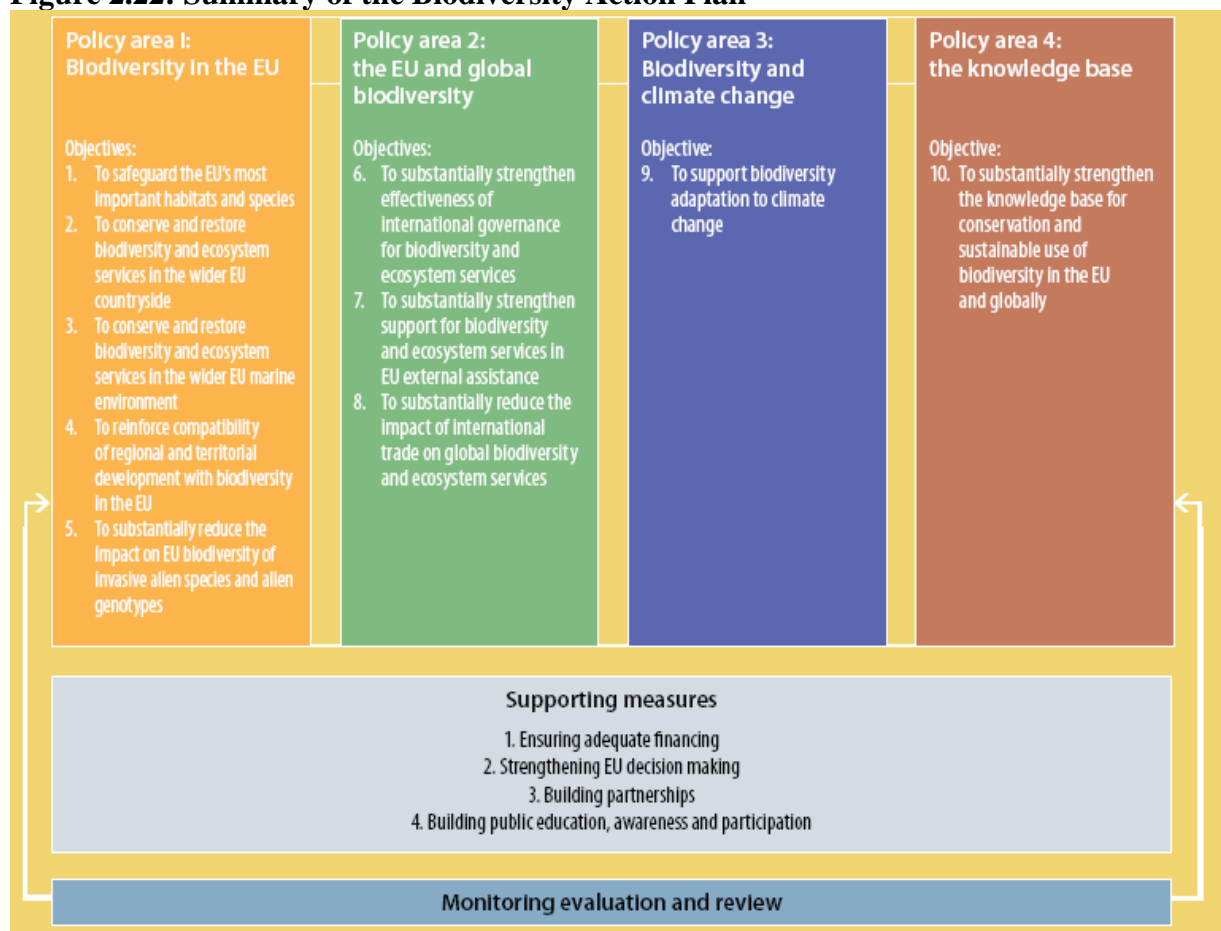 Figure 2.22: Summary of the Biodiversity Action Plan
Policy area I:
Biodiversity in the EU
Objectives:
1. To safeguard the EU's most
important habitats and species
2. To conserve and restore
biodiversity and ecosystem
services in the wider EU
countryside
3. To conserve and restore
biodiversity and ecosystem
services in the wider EU marine
environment
4. To reinforce compatibility
of regional and territorial
development with biodiversity
in the EU
5. To substantially reduce the
impact on EU biodiversity of
invasive alien species and alien
genotypes
Policy area 2:
the EU and global
biodiversity
Objectives:
6. To substantially strengthen
effectiveness of
international governance
for biodiversity and
ecosystem services
7. To substantially strengthen
support for biodiversity
and ecosystem services in
EU external assistance
8. To substantially reduce the
impact of international
trade on global biodiversity
and ecosystem services
Policy area 3:
Biodiversity and
climate change
Objective:
9. To support biodiversity
adaptation to climate
change
Policy area 4:
the knowledge base
Objective:
10. To substantially strengthen
the knowledge base for
conservation and
sustainable use of
biodiversity in the EU
and globally
Supporting measures
1. Ensuring adequate financing
2. Strengthening EU decision making
3. Building partnerships
4. Building public education, awareness and participation
Monitoring evaluation and review